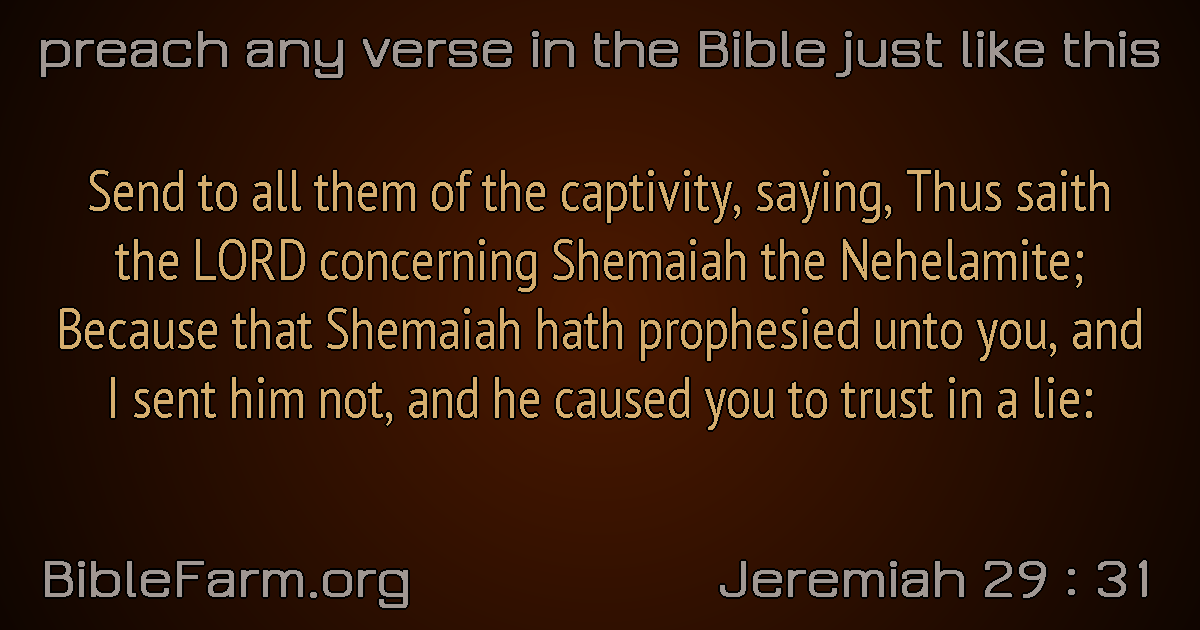 preach any verse in the Bible just like this
Send to all them of the captivity, saying, Thus saith
the LORD concerning Shemaiah the Nehelamite;
Because that Shemaiah hath prophesied unto you, and
I sent him not, and he caused you to trust in a lie:
BibleFarm.org
Jeremiah 29 : 31